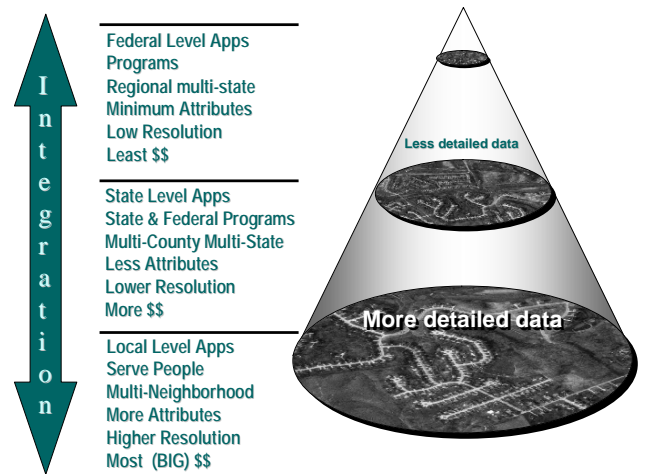 Integration
Federal Level Apps
Programs
Regional multi-state
Minimum Attributes
Low Resolution
Least $$
State Level Apps
State & Federal Programs
Multi-County Multi-State
Less Attributes
Lower Resolution
More $$
Local Level Apps
Serve People
Multi-Neighborhood
More Attributes
Higher Resolution
Most (BIG) $$
Less detailed data
More detailed data